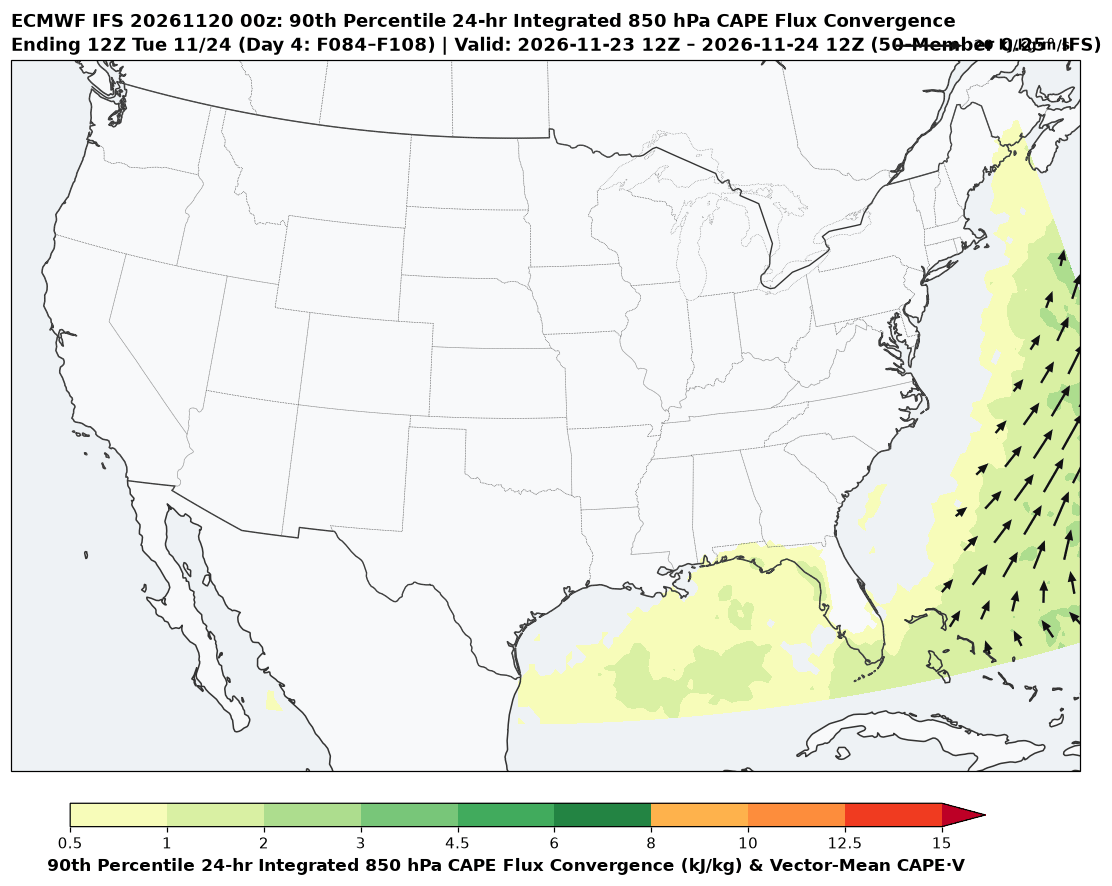 ECMWF IFS 20261120 00z: 90th Percentile 24-hr Integrated 850 hPa CAPE Flux Convergence
Ending 12Z Tue 11/24 (Day 4: F084–F108) | Valid: 2026-11-23 12Z – 2026-11-24 12Z (50-Member 0.25° IFS)
0.5 1 2 3 4.5 6 8 10 12.5 15
90th Percentile 24-hr Integrated 850 hPa CAPE Flux Convergence (kJ/kg) & Vector-Mean CAPE·V